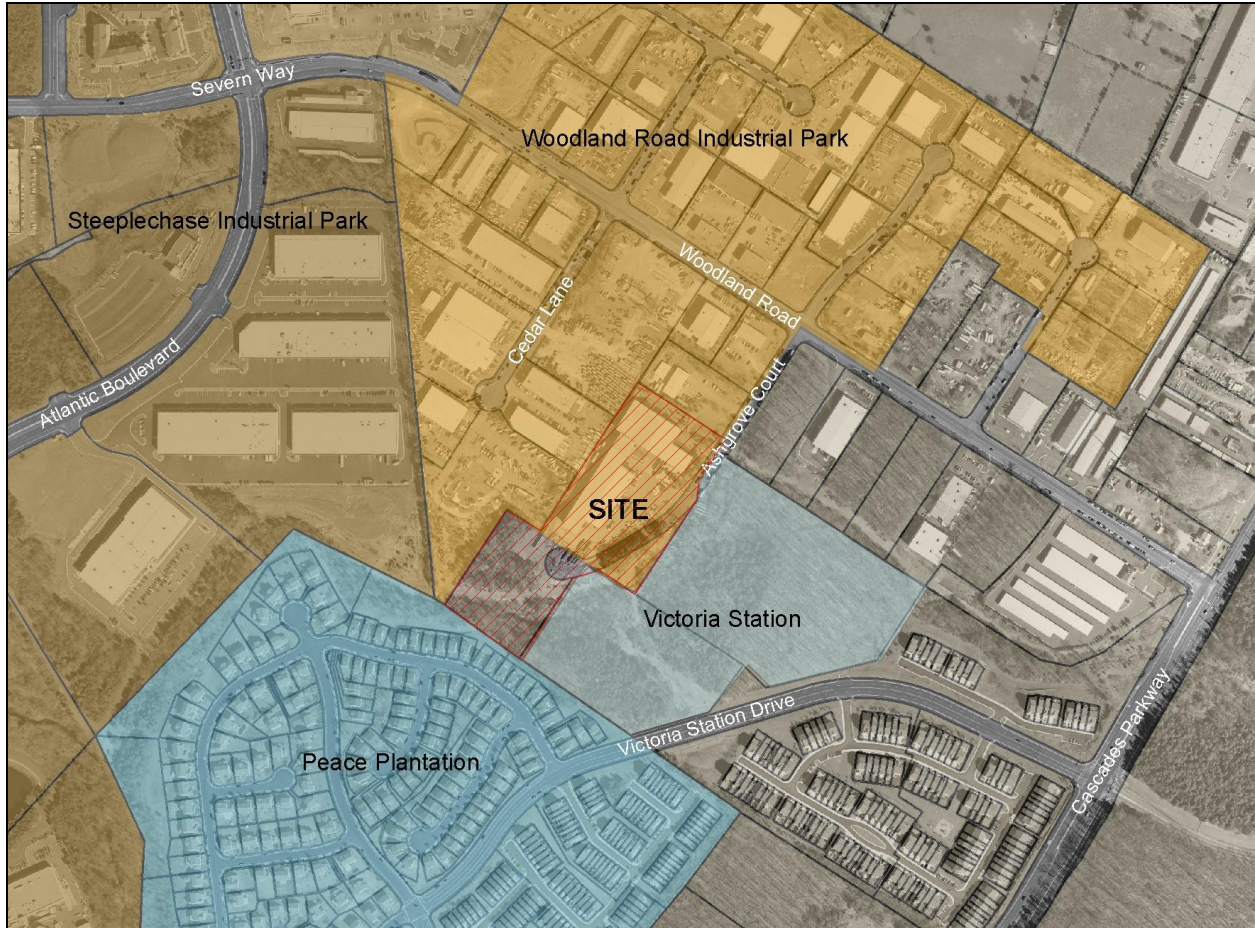 Severn Way
Woodland Road Industrial Park
Steeplechase Industrial Park
Woodland Road
Cedar Lane
Atlantic Boulevard
Ashgrove Court
SITE
Victoria Station
Victoria Station Drive
Peace Plantation
Cascades Parkway